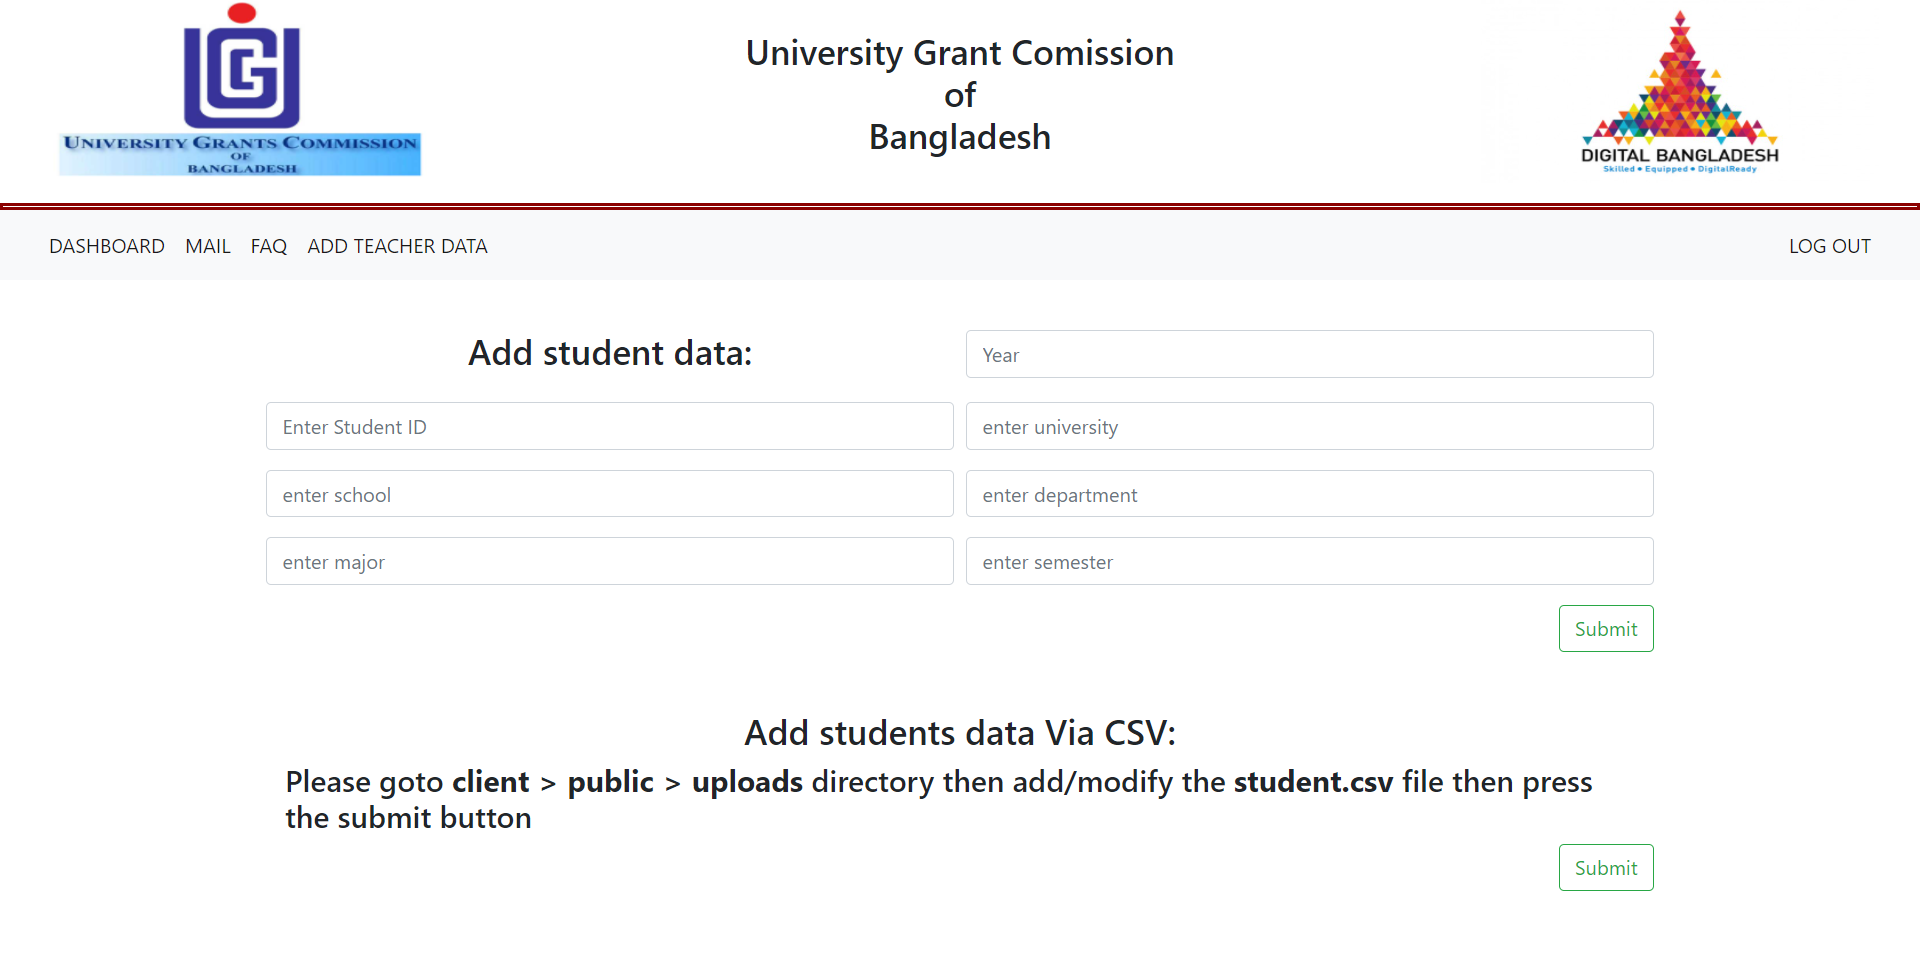 UNIVERSITY GRANTS COMMISSION
OF
BANGLADESH
University Grant Comission
of
Bangladesh
DIGITAL BANGLADESH
Skilled • Equipped • DigitalReady
DASHBOARD MAIL FAQ ADD TEACHER DATA LOG OUT
Add student data:
Year
Enter Student ID
enter university
enter school
enter department
enter major
enter semester
Submit
Add students data Via CSV:
Please goto client > public > uploads directory then add/modify the student.csv file then press
the submit button
Submit